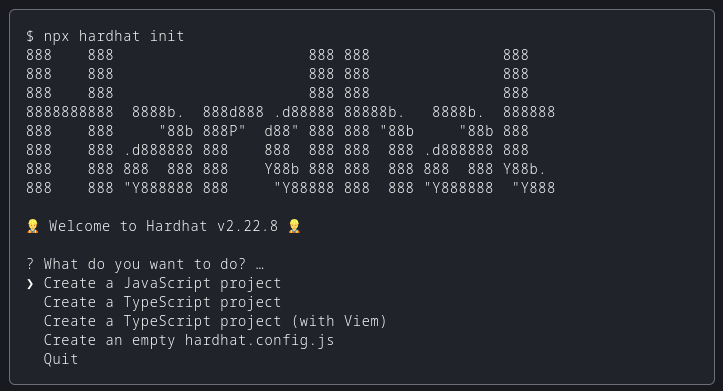 $ npx hardhat init
888    888                      888 888               888
888    888                      888 888               888
888    888                      888 888               888
8888888888  8888b.  888d888 .d88888 88888b.   8888b.  888888
888    888     "88b 888P"  d88" 888 888 "88b     "88b 888
888    888 .d888888 888    888  888 888  888 .d888888 888
888    888 888  888 888    Y88b 888 888  888 888  888 Y88b.
888    888 "Y888888 888     "Y88888 888  888 "Y888888  "Y888
👷 Welcome to Hardhat v2.22.8 👷
? What do you want to do? …
❯ Create a JavaScript project
  Create a TypeScript project
  Create a TypeScript project (with Viem)
  Create an empty hardhat.config.js
  Quit